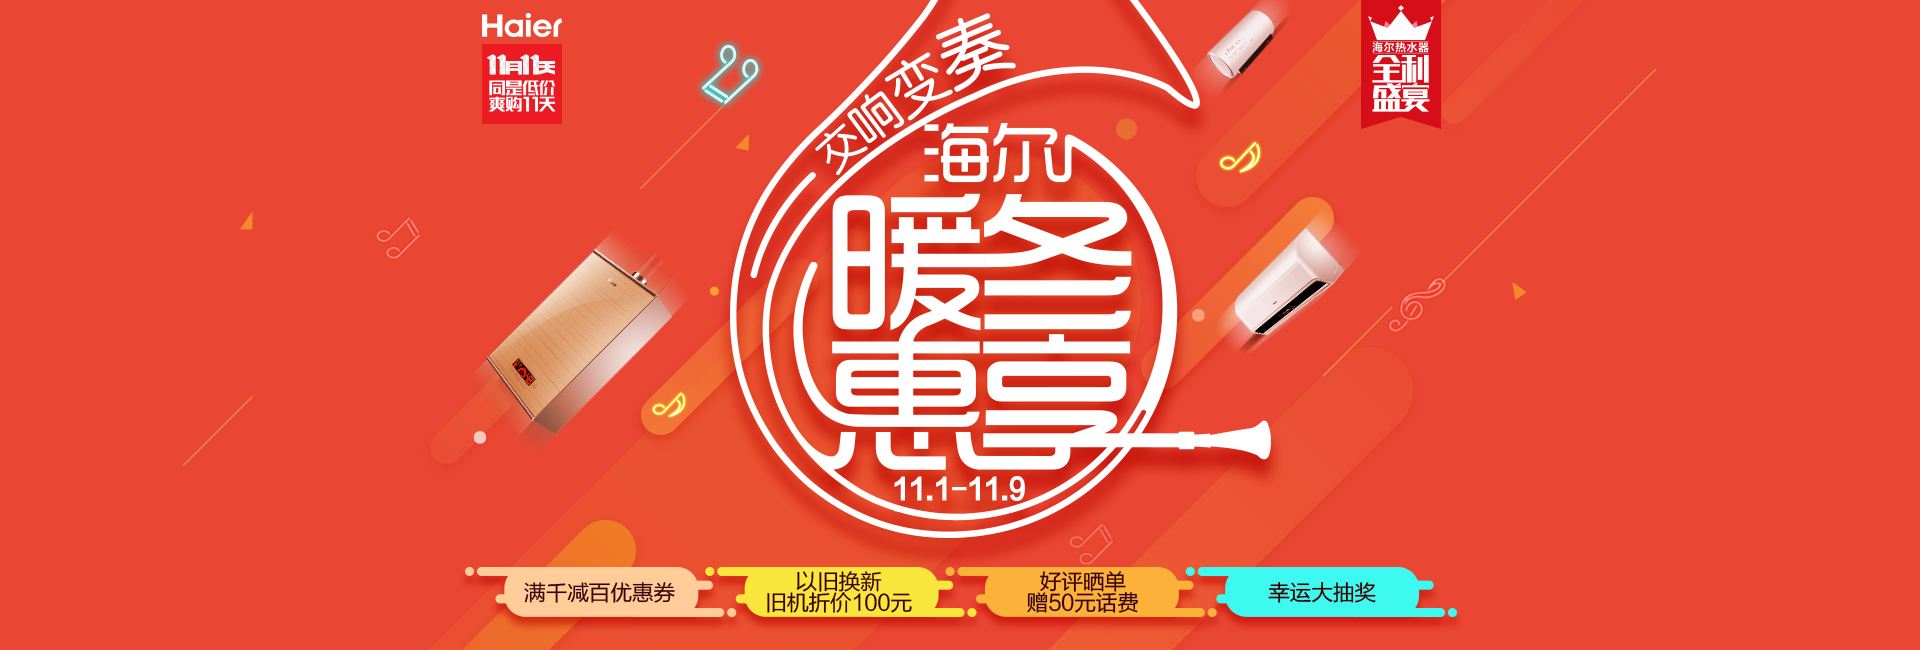 Haier
11月11天
同是低价
爽购11天
交响变奏
海尔
暖冬
惠享
11.1-11.9
海尔热水器
全利
盛宴
满千减百优惠券
以旧换新
旧机折价100元
好评晒单
赠50元话费
幸运大抽奖